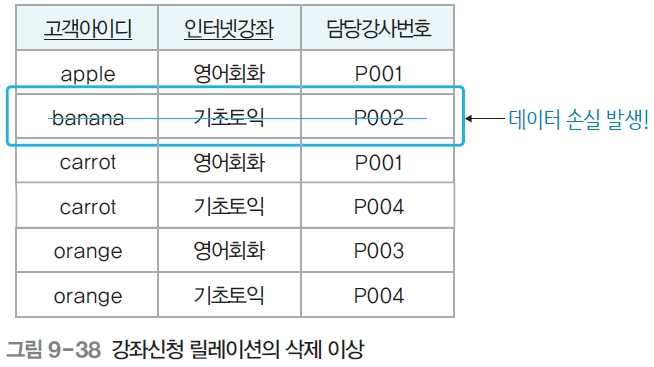 고객아이디 인터넷강좌 담당강사번호
apple 영어회화 P001
banana 기초토익 P002 데이터 손실 발생!
carrot 영어회화 P001
carrot 기초토익 P004
orange 영어회화 P003
orange 기초토익 P004
그림 9-38 강좌신청 릴레이션의 삭제 이상